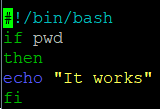 #!/bin/bash
if pwd
then
echo "It works"
fi